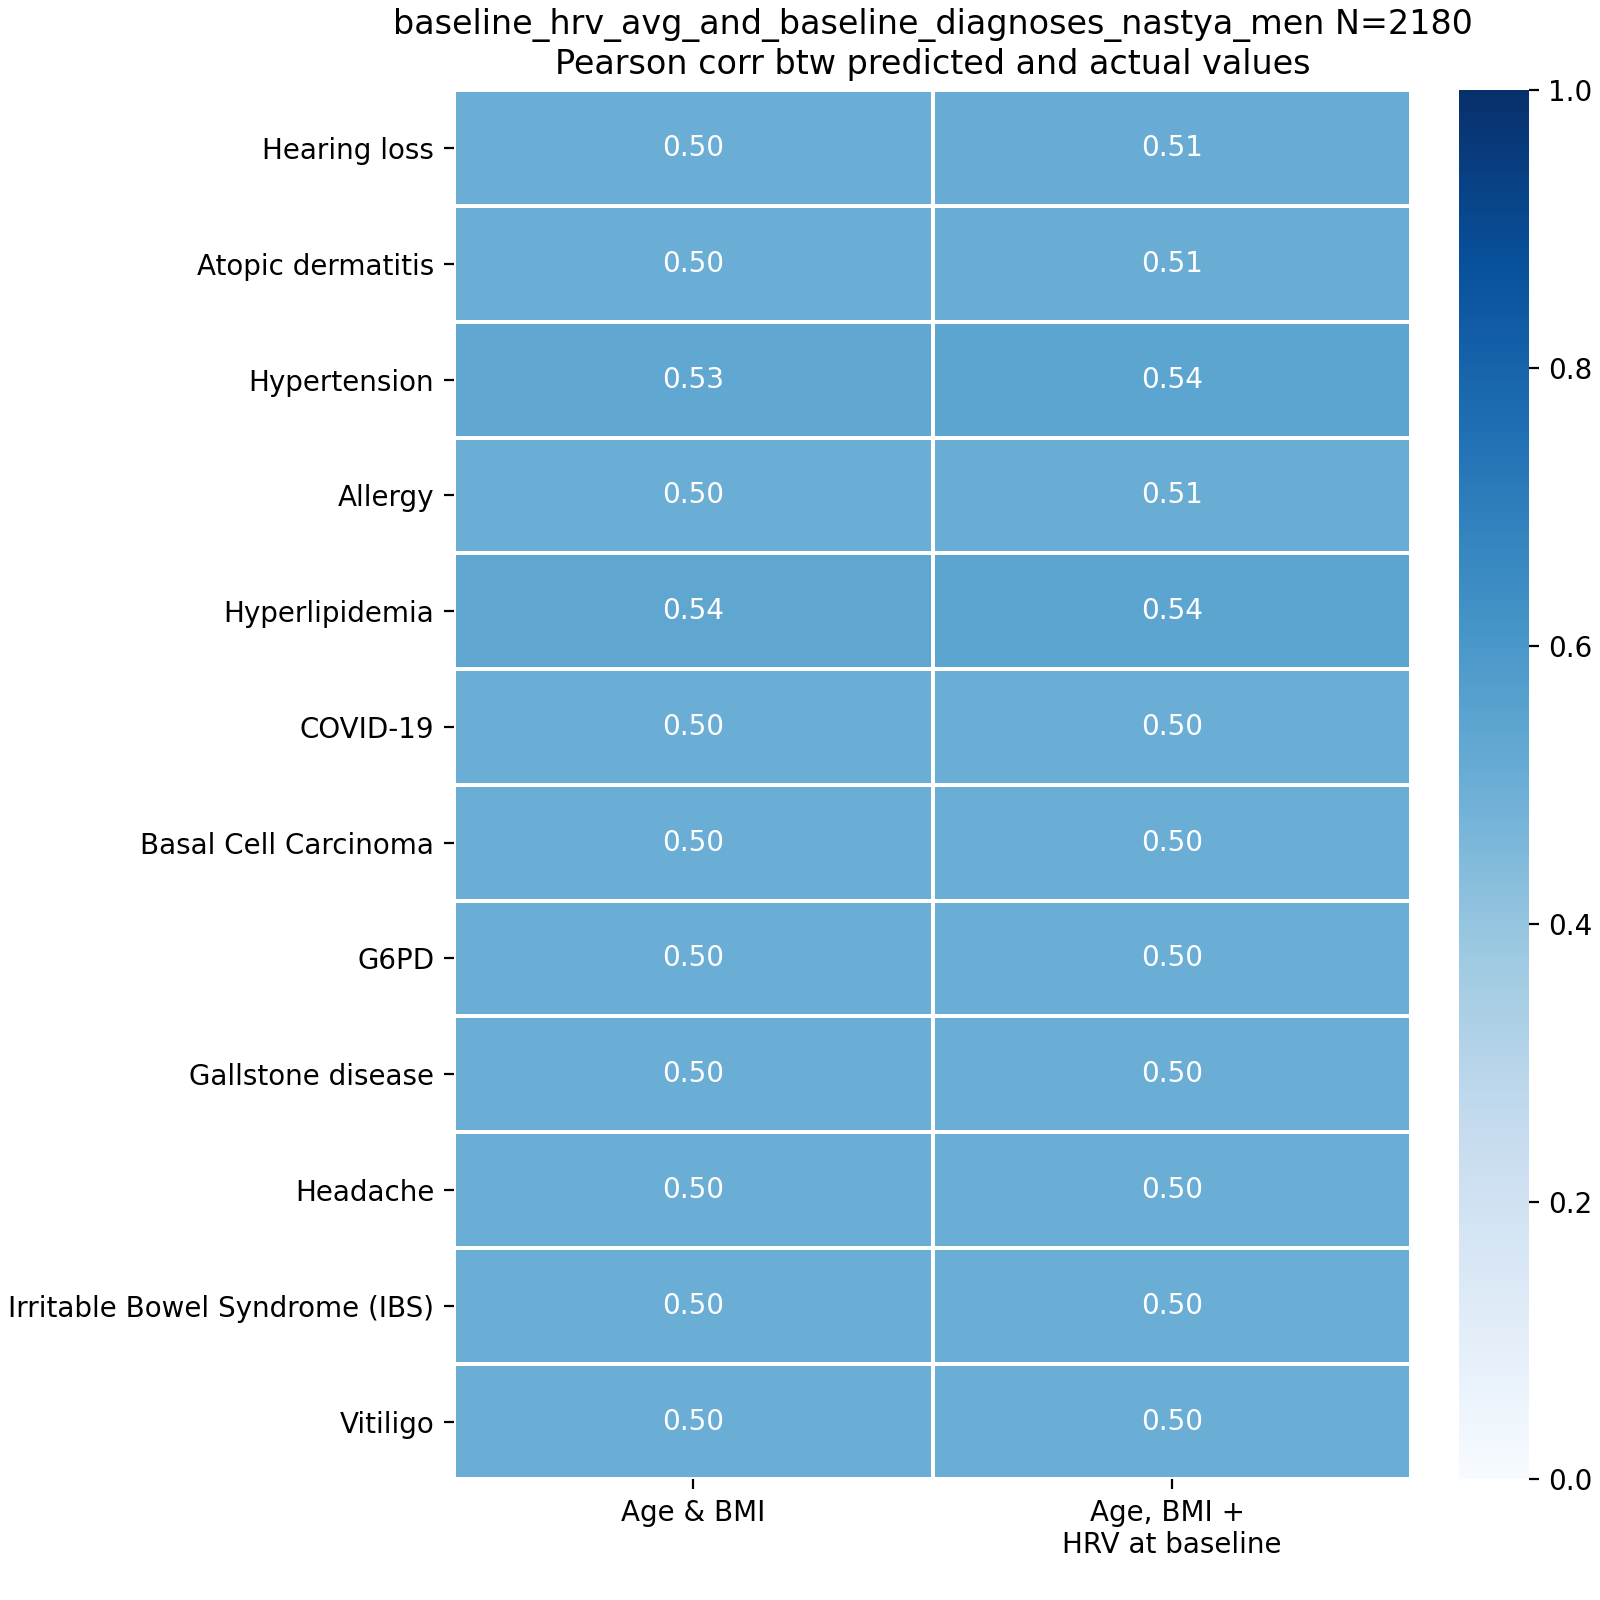 baseline_hrv_avg_and_baseline_diagnoses_nastya_men N=2180
Pearson corr btw predicted and actual values
Hearing loss 0.50 0.51
Atopic dermatitis 0.50 0.51
Hypertension 0.53 0.54
Allergy 0.50 0.51
Hyperlipidemia 0.54 0.54
COVID-19 0.50 0.50
Basal Cell Carcinoma 0.50 0.50
G6PD 0.50 0.50
Gallstone disease 0.50 0.50
Headache 0.50 0.50
Irritable Bowel Syndrome (IBS) 0.50 0.50
Vitiligo 0.50 0.50
Age & BMI
Age, BMI +
HRV at baseline
1.0
0.8
0.6
0.4
0.2
0.0